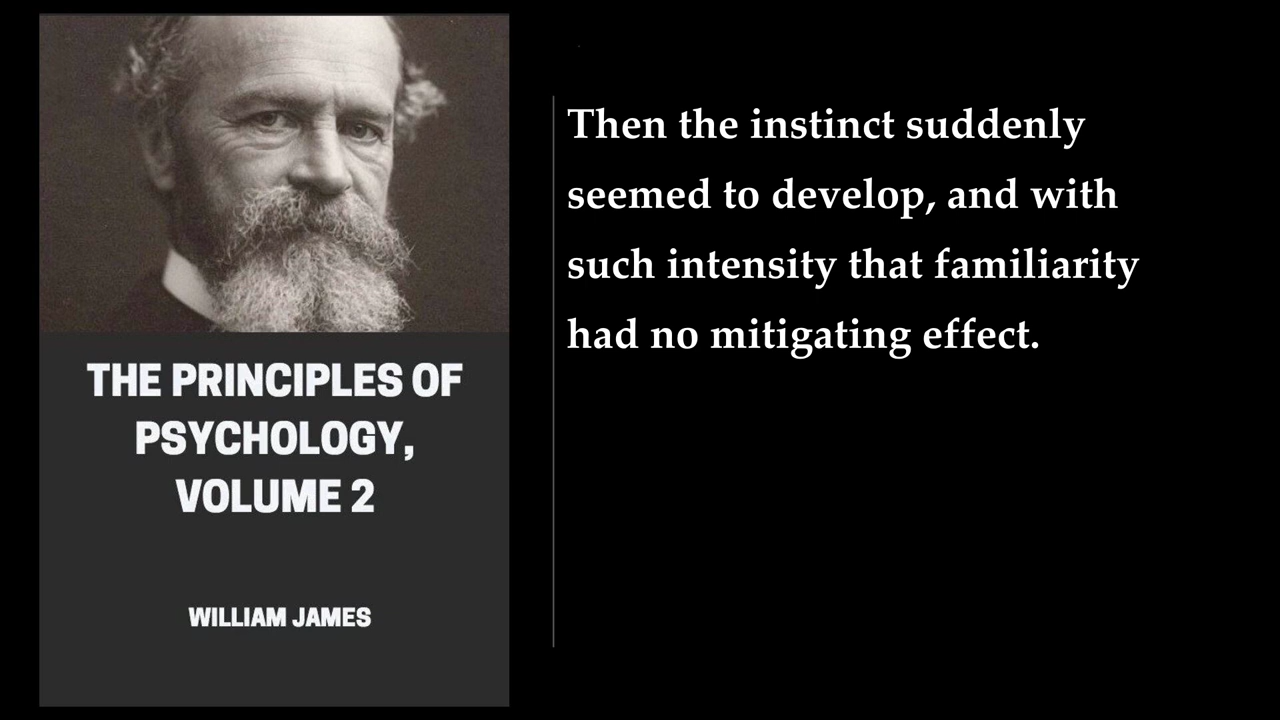 THE PRINCIPLES OF
PSYCHOLOGY,
VOLUME 2
WILLIAM JAMES
Then the instinct suddenly
seemed to develop, and with
such intensity that familiarity
had no mitigating effect.